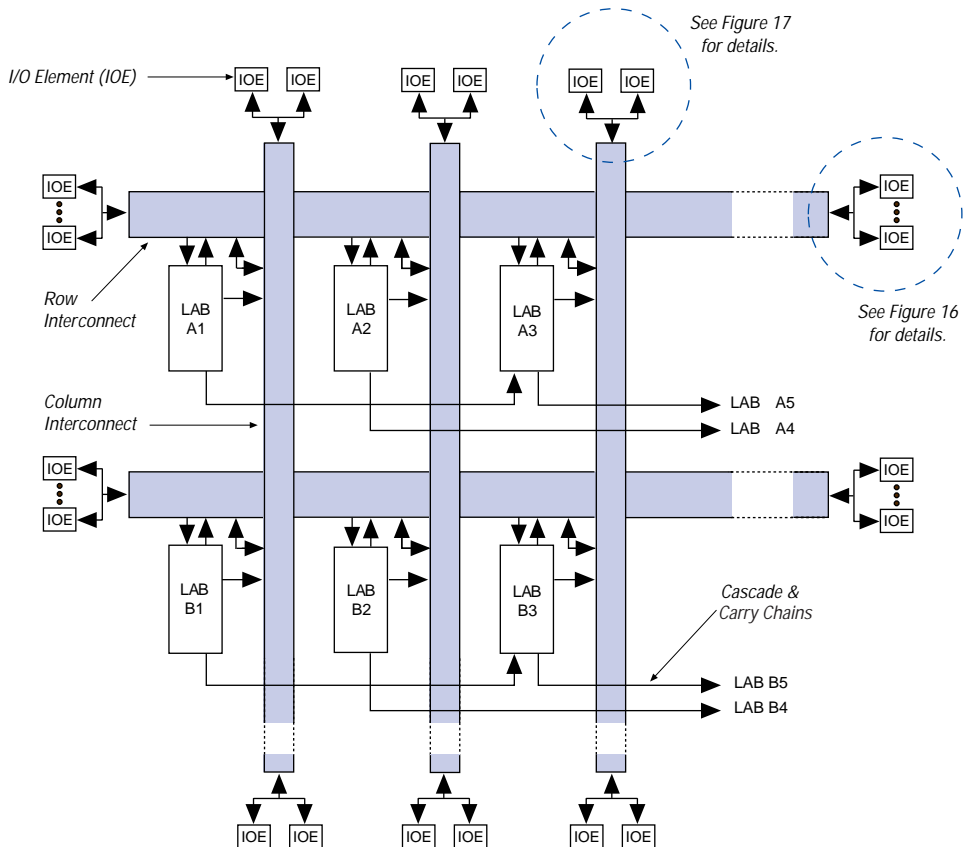 See Figure 17
for details.
I/O Element (IOE)
IOE IOE IOE IOE IOE IOE
IOE IOE
IOE IOE
Row
Interconnect
LAB
A1
LAB
A2
LAB
A3
See Figure 16
for details.
Column
Interconnect
LAB A5
LAB A4
IOE IOE
IOE IOE
LAB
B1
LAB
B2
LAB
B3
Cascade &
Carry Chains
LAB B5
LAB B4
IOE IOE IOE IOE IOE IOE